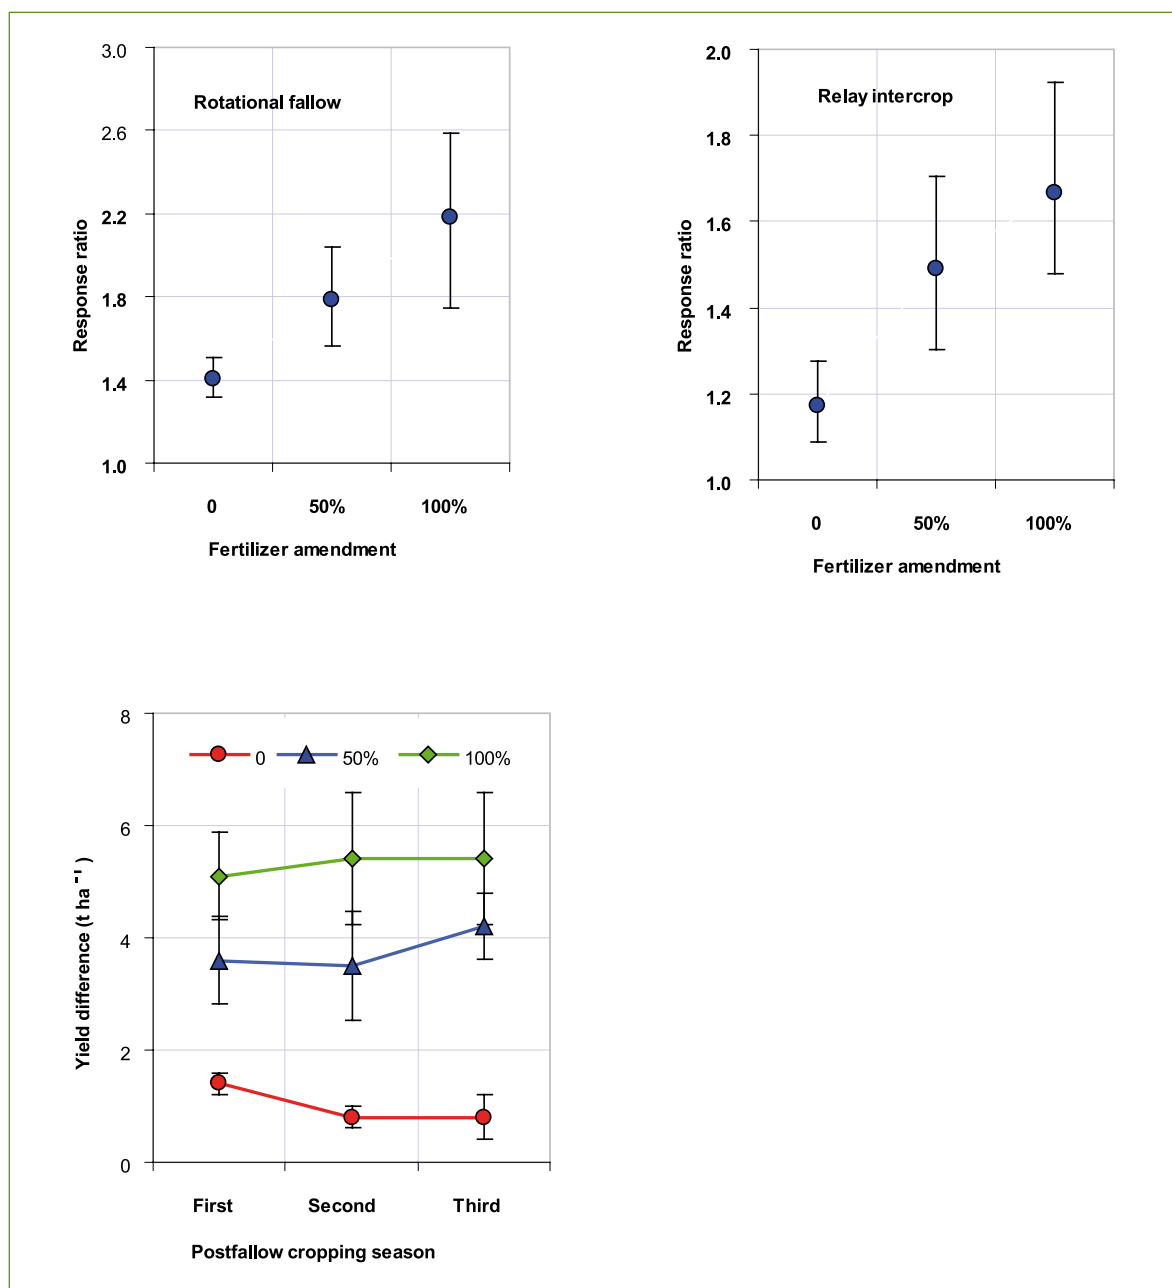 Rotational fallow
3.0
2.6
2.2
1.8
1.4
1.0
Response ratio
0 50% 100%
Fertilizer amendment
Relay intercrop
2.0
1.8
1.6
1.4
1.2
1.0
Response ratio
0 50% 100%
Fertilizer amendment
0 50% 100%
8
6
4
2
0
Yield difference (t ha⁻¹)
First Second Third
Postfallow cropping season